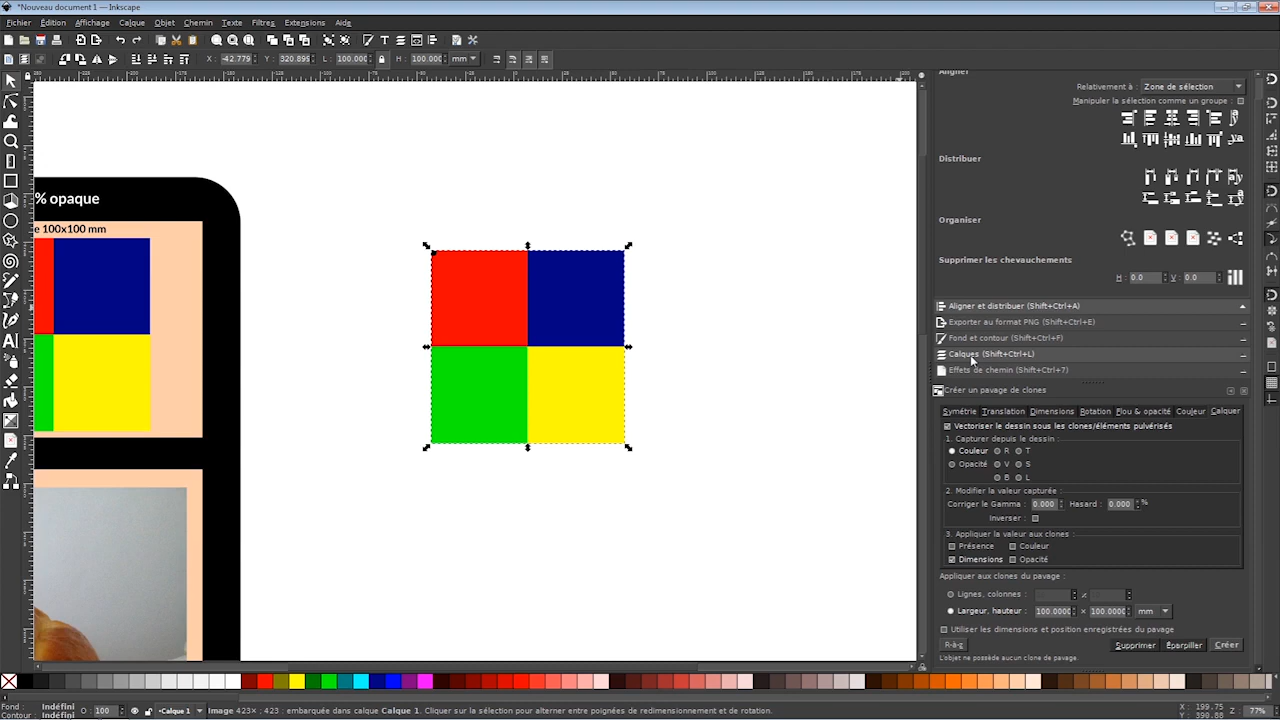 *Nouveau document 1 — Inkscape
Fichier Édition Affichage Calque Objet Chemin Texte Filtres Extensions Aide
X : -42.779 Y : 320.899 L : 100.000 H : 100.000 mm
% opaque
e 100x100 mm
Aligner
Relativement à : Zone de sélection
Manipuler la sélection comme un groupe :
Distribuer
Organiser
Supprimer les chevauchements
H : 0.0 V : 0.0
Aligner et distribuer (Shift+Ctrl+A)
Exporter au format PNG (Shift+Ctrl+E)
Fond et contour (Shift+Ctrl+F)
Calques (Shift+Ctrl+L)
Effets de chemin (Shift+Ctrl+7)
Créer un pavage de clones
Symétrie Translation Dimensions Rotation Flou & opacité Couleur Calquer
Vectoriser le dessin sous les clones/éléments pulvérisés
1. Capturer depuis le dessin :
Couleur R T
Opacité V S
B L
2. Modifier la valeur capturée :
Corriger le Gamma : 0.000 Hasard : 0.000 %
Inverser :
3. Appliquer la valeur aux clones :
Présence Couleur
Dimensions Opacité
Appliquer aux clones du pavage :
Lignes, colonnes : ×
Largeur, hauteur : 100.0000 × 100.0000 mm
Utiliser les dimensions et position enregistrées du pavage
R-à-z Supprimer Éparpiller Créer
L'objet ne possède aucun clone de pavage.
Fond : Indéfini
Contour : Indéfini
O : 100
•Calque 1
Image 423 × 423 : embarquée dans calque Calque 1. Cliquer sur la sélection pour alterner entre poignées de redimensionnement et de rotation.
X : 199.75
Y : 390.88
Z : 77%